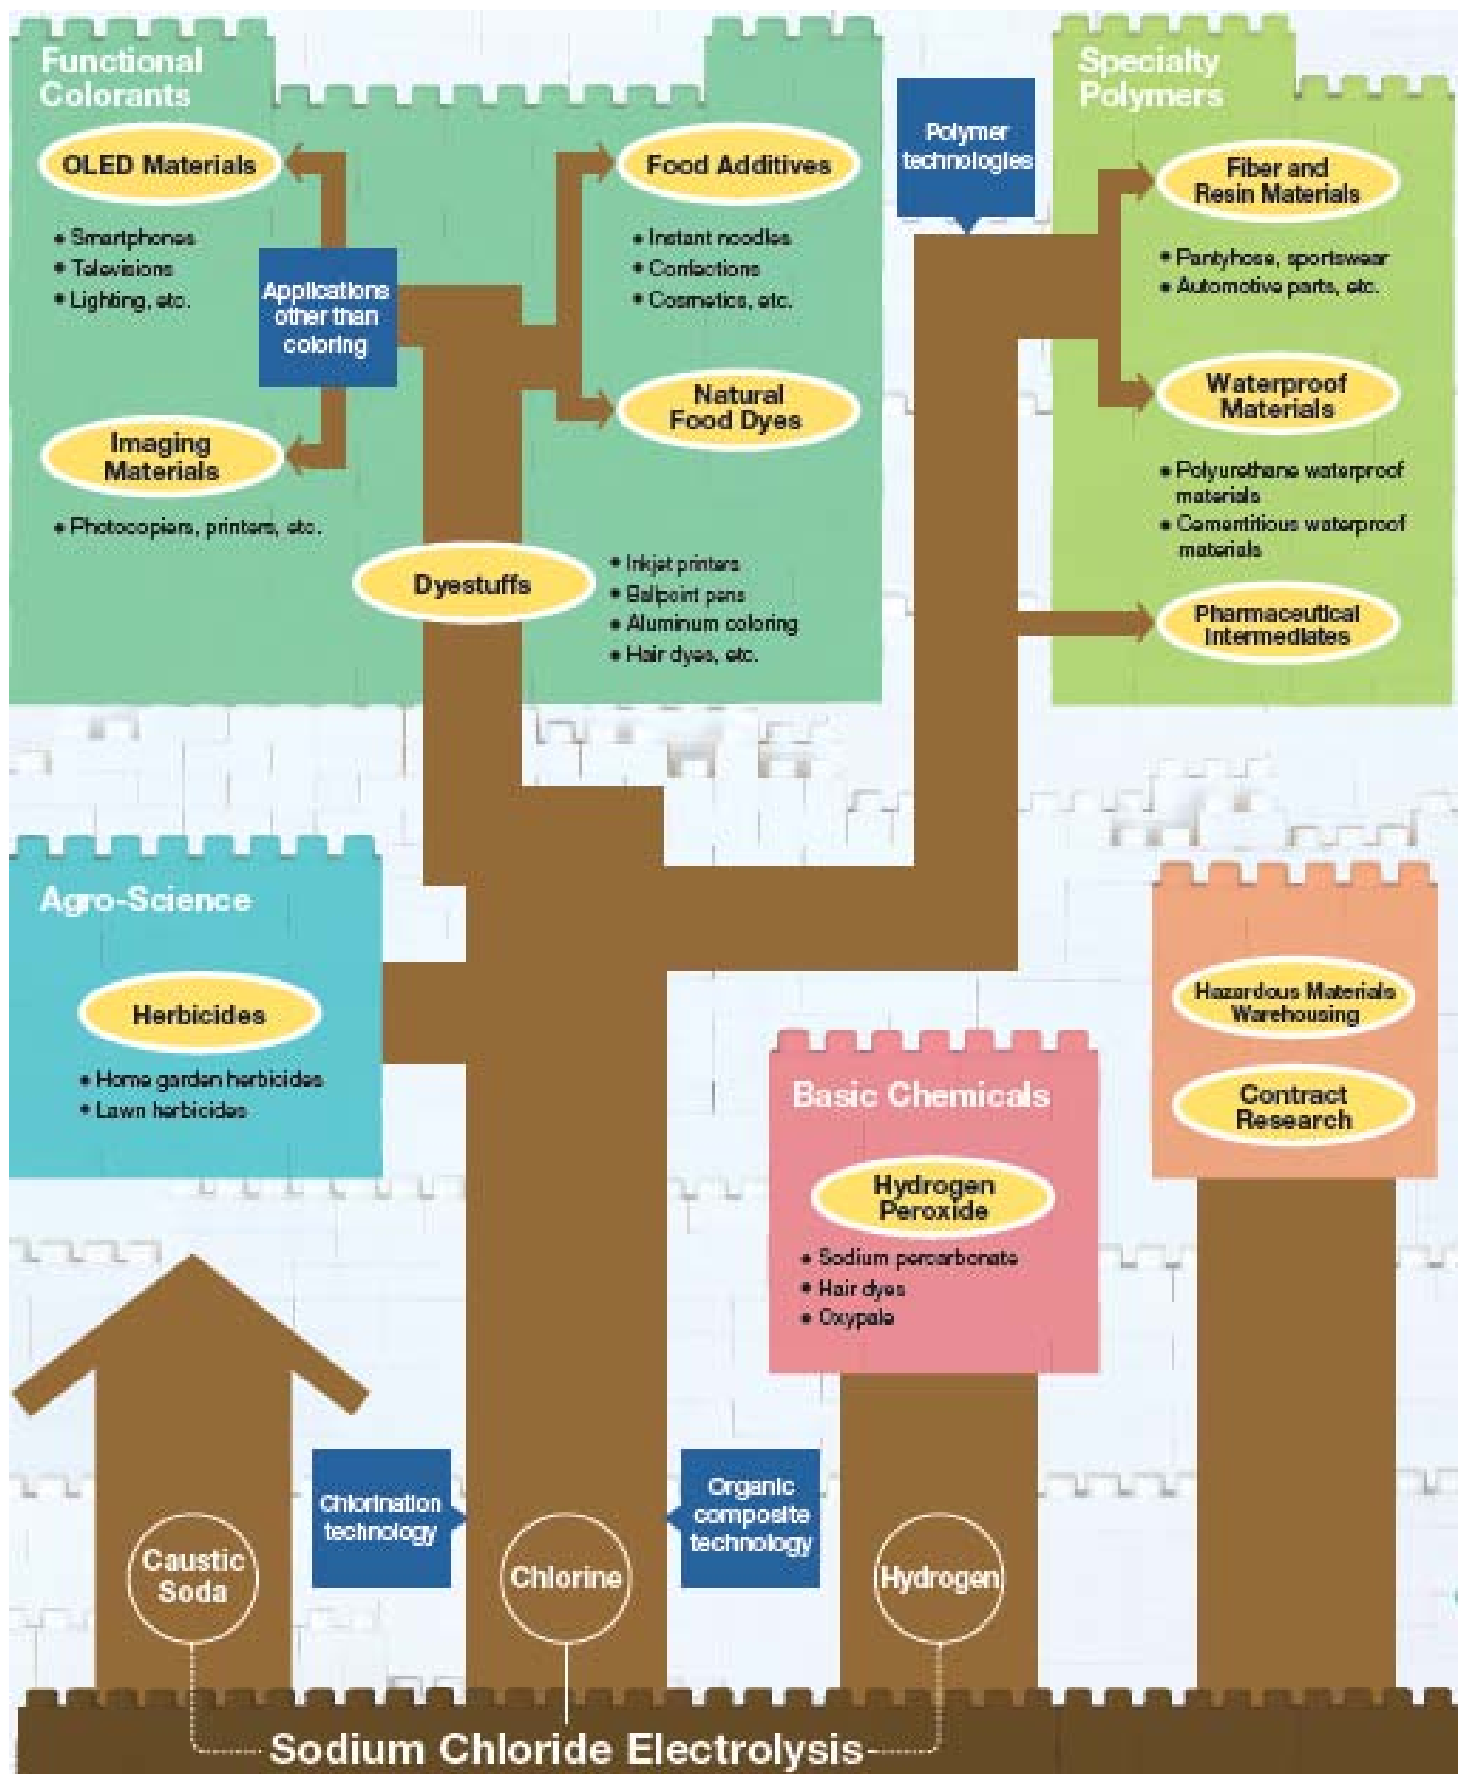 Functional
Colorants
OLED Materials
• Smartphones
• Televisions
• Lighting, etc.
Applications
other than
coloring
Imaging
Materials
• Photocopiers, printers, etc.
Food Additives
• Instant noodles
• Confections
• Cosmetics, etc.
Natural
Food Dyes
Dyestuffs
• Inkjet printers
• Ballpoint pens
• Aluminum coloring
• Hair dyes, etc.
Polymer
technologies
Specialty
Polymers
Fiber and
Resin Materials
• Pantyhose, sportswear
• Automotive parts, etc.
Waterproof
Materials
• Polyurethane waterproof
materials
• Cementitious waterproof
materials
Pharmaceutical
Intermediates
Agro-Science
Herbicides
• Home garden herbicides
• Lawn herbicides
Basic Chemicals
Hydrogen
Peroxide
• Sodium percarbonate
• Hair dyes
• Oxypale
Hazardous Materials
Warehousing
Contract
Research
Chlorination
technology
Organic
composite
technology
Caustic
Soda
Chlorine
Hydrogen
Sodium Chloride Electrolysis